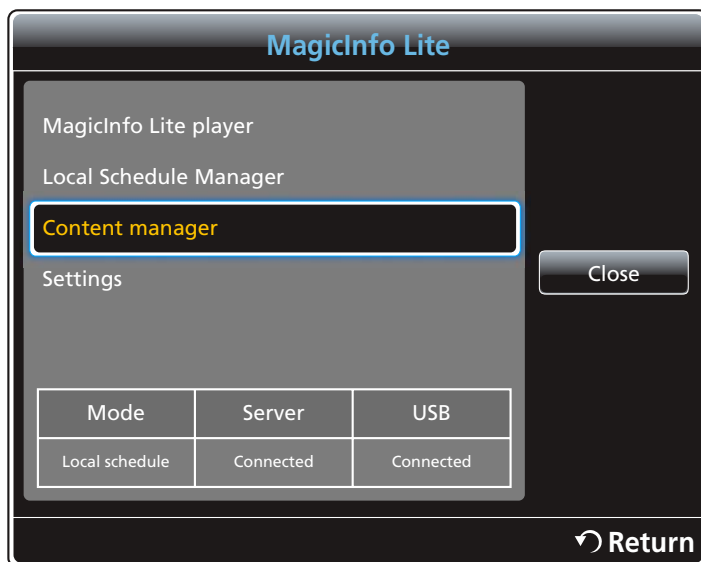 MagicInfo Lite
MagicInfo Lite player
Local Schedule Manager
Content manager
Settings
Close
Mode Server USB
Local schedule Connected Connected
Return